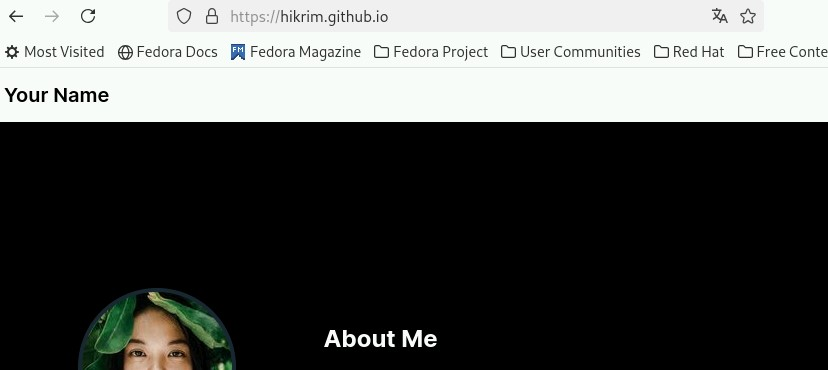 https://hikrim.github.io
Most Visited Fedora Docs Fedora Magazine Fedora Project User Communities Red Hat Free Conte
Your Name
About Me